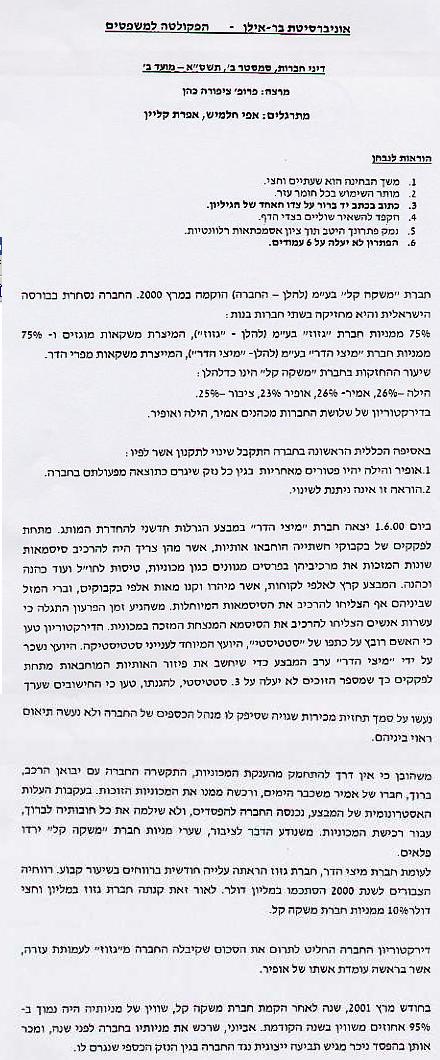 אוניברסיטת בר-אילן - הפקולטה למשפטים
דיני חברות, סמסטר ב', תשס"א – מועד ב'
מרצה: פרופ' ציפורה כהן
מתרגלים: אפי חלמיש, אפרת קליין
הוראות לנבחן
1. משך הבחינה הוא שעתיים וחצי.
2. מותר השימוש בכל חומר עזר.
3. כתוב בכתב יד ברור על צדו האחד של הגיליון.
4. הקפד להשאיר שוליים בצדי הדף.
5. נמק פתרונך היטב תוך ציון אסמכתאות רלוונטיות.
6. הפתרון לא יעלה על 6 עמודים.
חברת "משקה קל" בע"מ (להלן – החברה) הוקמה במרץ 2000. החברה נסחרת בבורסה
הישראלית והיא מחזיקה בשתי חברות בנות:
75% ממניות חברת "גזוז" בע"מ (להלן - "גזוז"), המיצרת משקאות מוגזים ו- 75%
ממניות חברת "מיצי הדר" בע"מ (להלן- "מיצי הדר"), המייצרת משקאות מפרי הדר.
שיעור ההחזקות בחברת "משקה קל" הינו כדלהלן:
הילה –26%, אמיר- 26%, אופיר 23%, ציבור –25%.
בדירקטוריון של שלושת החברות מכהנים אמיר, הילה ואופיר.
באסיפה הכללית הראשונה בחברה התקבל שינוי לתקנון אשר לפיו:
1.אופיר והילה יהיו פטורים מאחריות בגין כל נזק שיגרם כתוצאה מפעולתם בחברה.
2.הוראה זו אינה ניתנת לשינוי.
ביום 1.6.00 יצאה חברת "מיצי הדר" במבצע הגרלות חדשני להחדרת המותג. מתחת
לפקקים של בקבוקי השתייה הוחבאו אותיות, אשר מהן צריך היה להרכיב סיסמאות
שונות המזכות את מרכיביהן בפרסים מגוונים כגון מכוניות, טיסות לחו"ל ועוד כהנה
וכהנה. המבצע קרץ לאלפי לקוחות, אשר מיהרו וקנו מאות אלפי בקבוקים, וברי המזל
שביניהם אף הצליחו להרכיב את הסיסמאות המיוחלות. משהגיע זמן הפרעון התגלה כי
עשרות אנשים הצליחו להרכיב את הסיסמא המנצחת המזכה במכונית. הדירקטוריון טען
כי האשם רובץ על כתפו של "סטטיסטי", היועץ המיוחד לענייני סטטיסטיקה. היועץ נשכר
על ידי "מיצי הדר" ערב המבצע כדי שיחשב את פיזור האותיות המוחבאות מתחת
לפקקים כך שמספר הזוכים לא יעלה על 3. סטטיסטי, להגנתו, טען כי החישובים שערך
נעשו על סמך תחזית מכירות שגויה שסיפק לו מנהל הכספים של החברה ולא נעשה תיאום
ראוי ביניהם.
משהובן כי אין דרך להתחמק מהענקת המכוניות, התקשרה החברה עם יבואן הרכב,
ברוך, חברו של אמיר משכבר הימים, ורכשה ממנו את המכוניות הזוכות. בעקבות העלות
האסטרונומית של המבצע, נכנסה החברה להפסדים, ולא שילמה את כל חובותיה לברוך,
עבור רכישת המכוניות. משנודע הדבר לציבור, שערי מניות חברת "משקה קל" ירדו
פלאים.
לעומת חברת מיצי הדר, חברת גזוז הראתה עלייה חודשית ברווחים בשיעור קבוע. רווחיה
הצבורים לשנת 2000 הסתכמו במליון דולר. לאור זאת קנתה חברת גזוז במליון וחצי
דולר 10% ממניות חברת משקה קל.
דירקטוריון החברה החליט לתרום את הסכום שקיבלה החברה מ"גזוז" לעמותת עזרה,
אשר בראשה עומדת אשתו של אופיר.
בחודש מרץ 2001, שנה לאחר הקמת חברת משקה קל, שווין של מניותיה היה נמוך ב-
95% אחוזים משווין בשנה הקודמת. אביוני, שרכש את מניותיו בחברה לפני שנה, ומכר
אותן בהפסד ניכר מגיש תביעה ייצוגית נגד החברה בגין הנזק הכספי שנגרם לו.